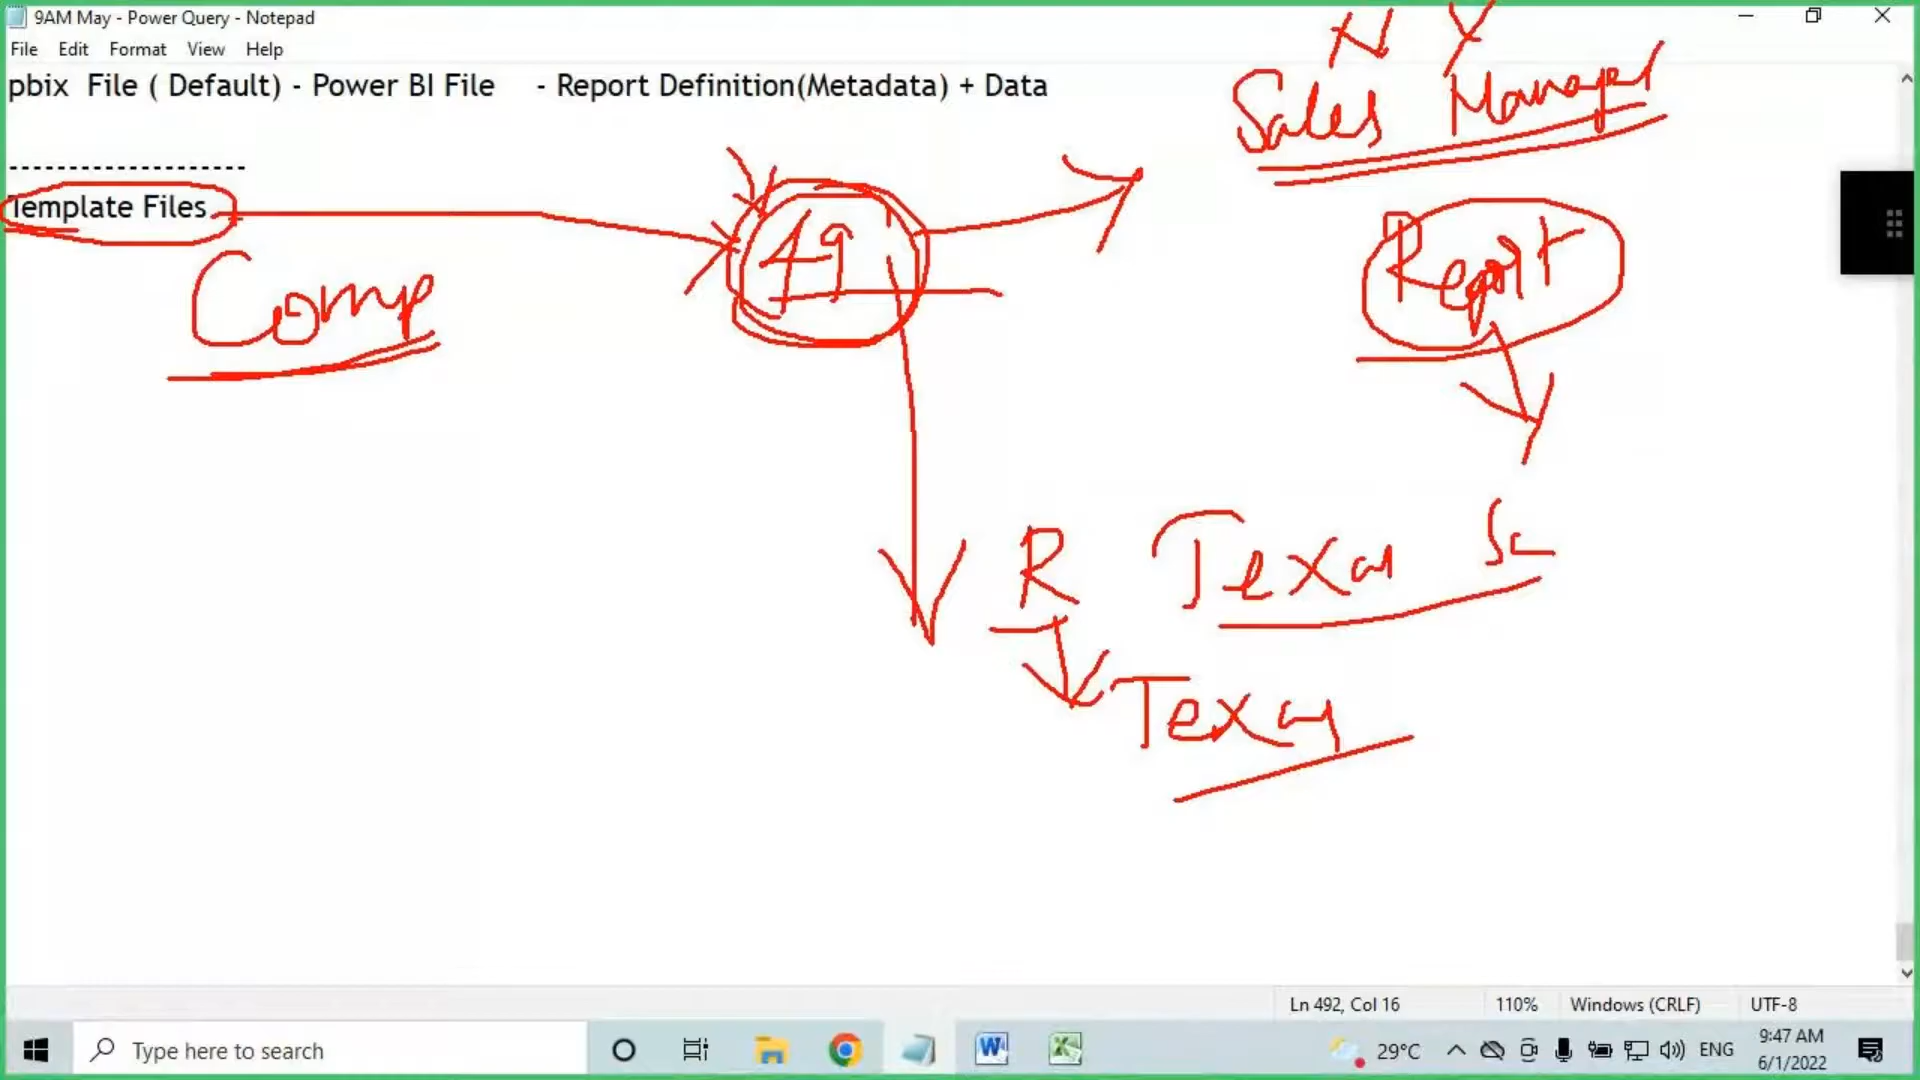 9AM May - Power Query - Notepad
File Edit Format View Help
N Y
pbix File ( Default) - Power BI File - Report Definition(Metadata) + Data
Sales Manager
--------------------
Template Files
49
Report
Comp
R Texas Sa
Texas
Ln 492, Col 16 110% Windows (CRLF) UTF-8
Type here to search
29°C ENG
9:47 AM
6/1/2022